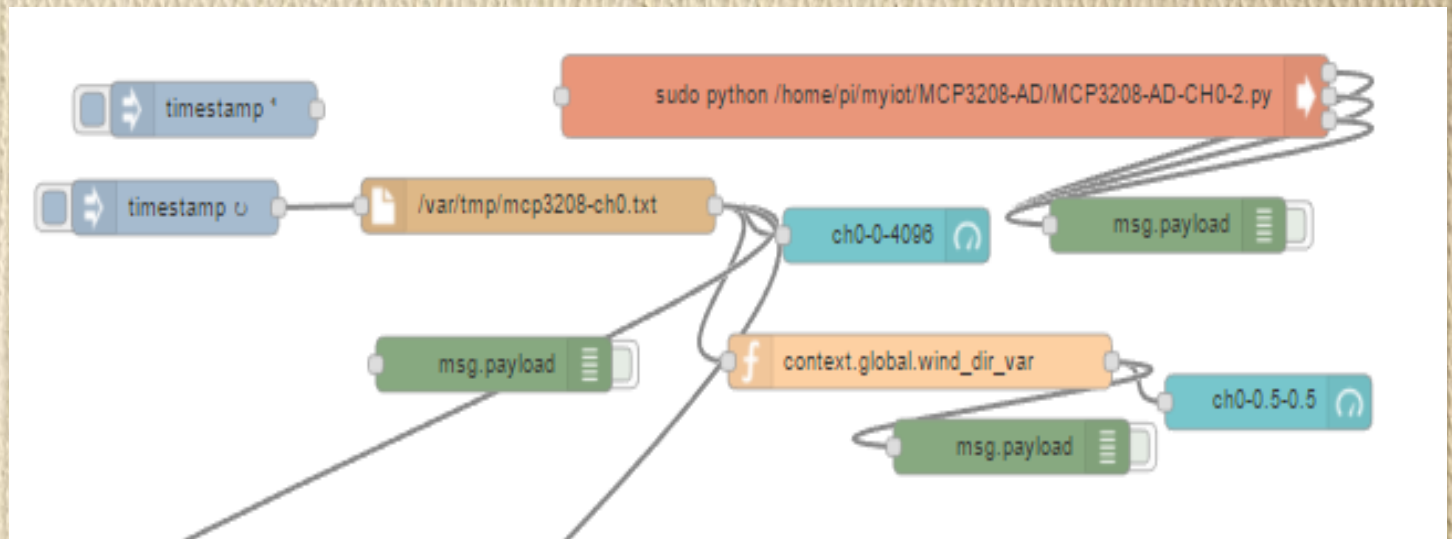 timestamp ¹
sudo python /home/pi/myiot/MCP3208-AD/MCP3208-AD-CH0-2.py
timestamp ↻
/var/tmp/mcp3208-ch0.txt
ch0-0-4096
msg.payload
msg.payload
context.global.wind_dir_var
ch0-0.5-0.5
msg.payload